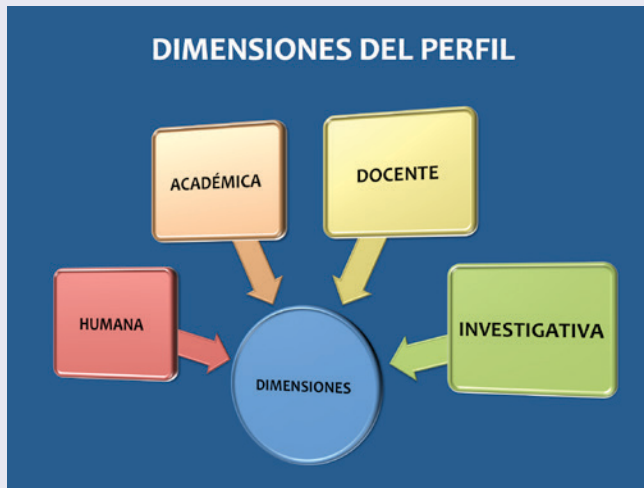 DIMENSIONES DEL PERFIL
ACADÉMICA
DOCENTE
HUMANA
INVESTIGATIVA
DIMENSIONES